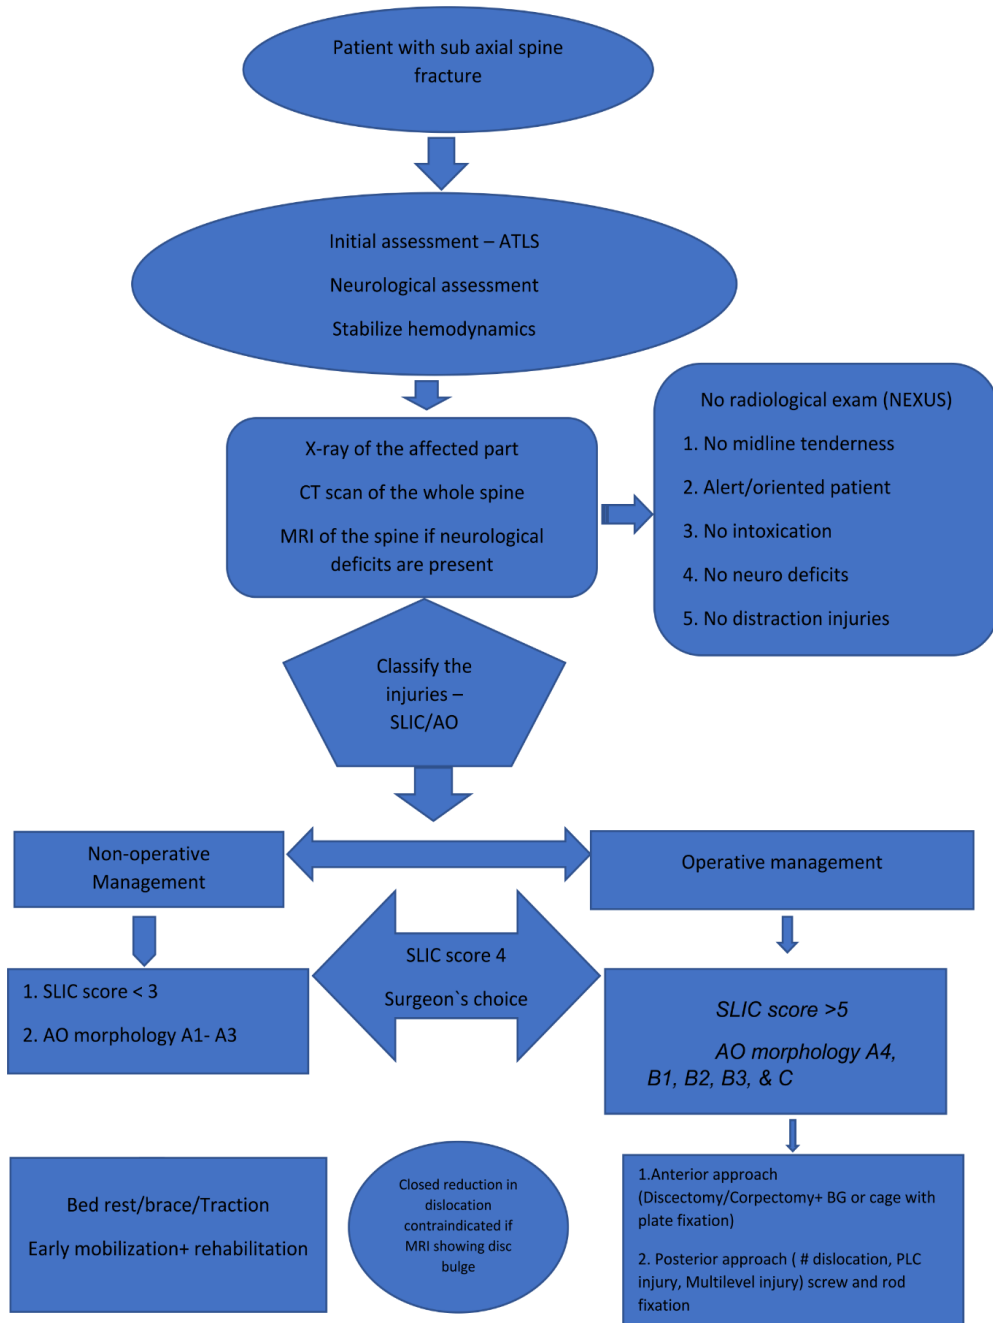 Patient with sub axial spine
fracture
Initial assessment – ATLS
Neurological assessment
Stabilize hemodynamics
X-ray of the affected part
CT scan of the whole spine
MRI of the spine if neurological
deficits are present
No radiological exam (NEXUS)
1. No midline tenderness
2. Alert/oriented patient
3. No intoxication
4. No neuro deficits
5. No distraction injuries
Classify the
injuries –
SLIC/AO
Non-operative
Management
Operative management
1. SLIC score < 3
2. AO morphology A1- A3
SLIC score 4
Surgeon`s choice
SLIC score >5
AO morphology A4,
B1, B2, B3, & C
Bed rest/brace/Traction
Early mobilization+ rehabilitation
Closed reduction in
dislocation
contraindicated if
MRI showing disc
bulge
1.Anterior approach
(Discectomy/Corpectomy+ BG or cage with
plate fixation)
2. Posterior approach ( # dislocation, PLC
injury, Multilevel injury) screw and rod
fixation